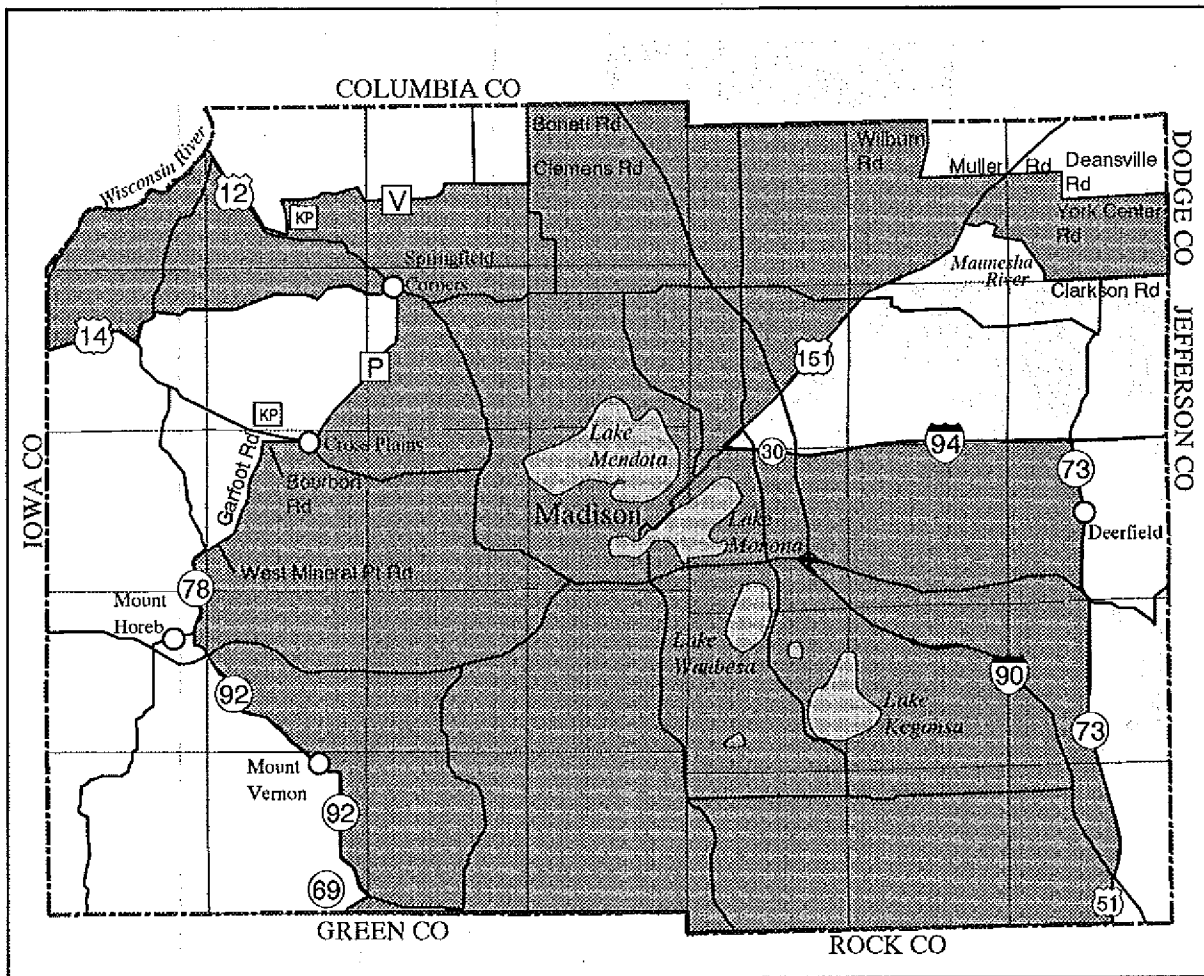 COLUMBIA CO
Wisconsin River
Bonetti Rd
Clemens Rd
Wilburn
Rd
Muller Rd
Deansville
Rd
DODGE CO
12
KP
V
York Center
Rd
Springfield
Corners
Maunesha
River
Clarkson Rd
14
151
P
JEFFERSON CO
IOWA CO
KP
Cross Plains
Lake
Mendota
30
94
73
Garfoot Rd
Bourbon
Rd
Madison
Lake
Monona
Deerfield
West Mineral Pt Rd
78
Mount
Horeb
Lake
Waubesa
90
92
Lake
Kegonsa
73
Mount
Vernon
92
69
51
GREEN CO
ROCK CO